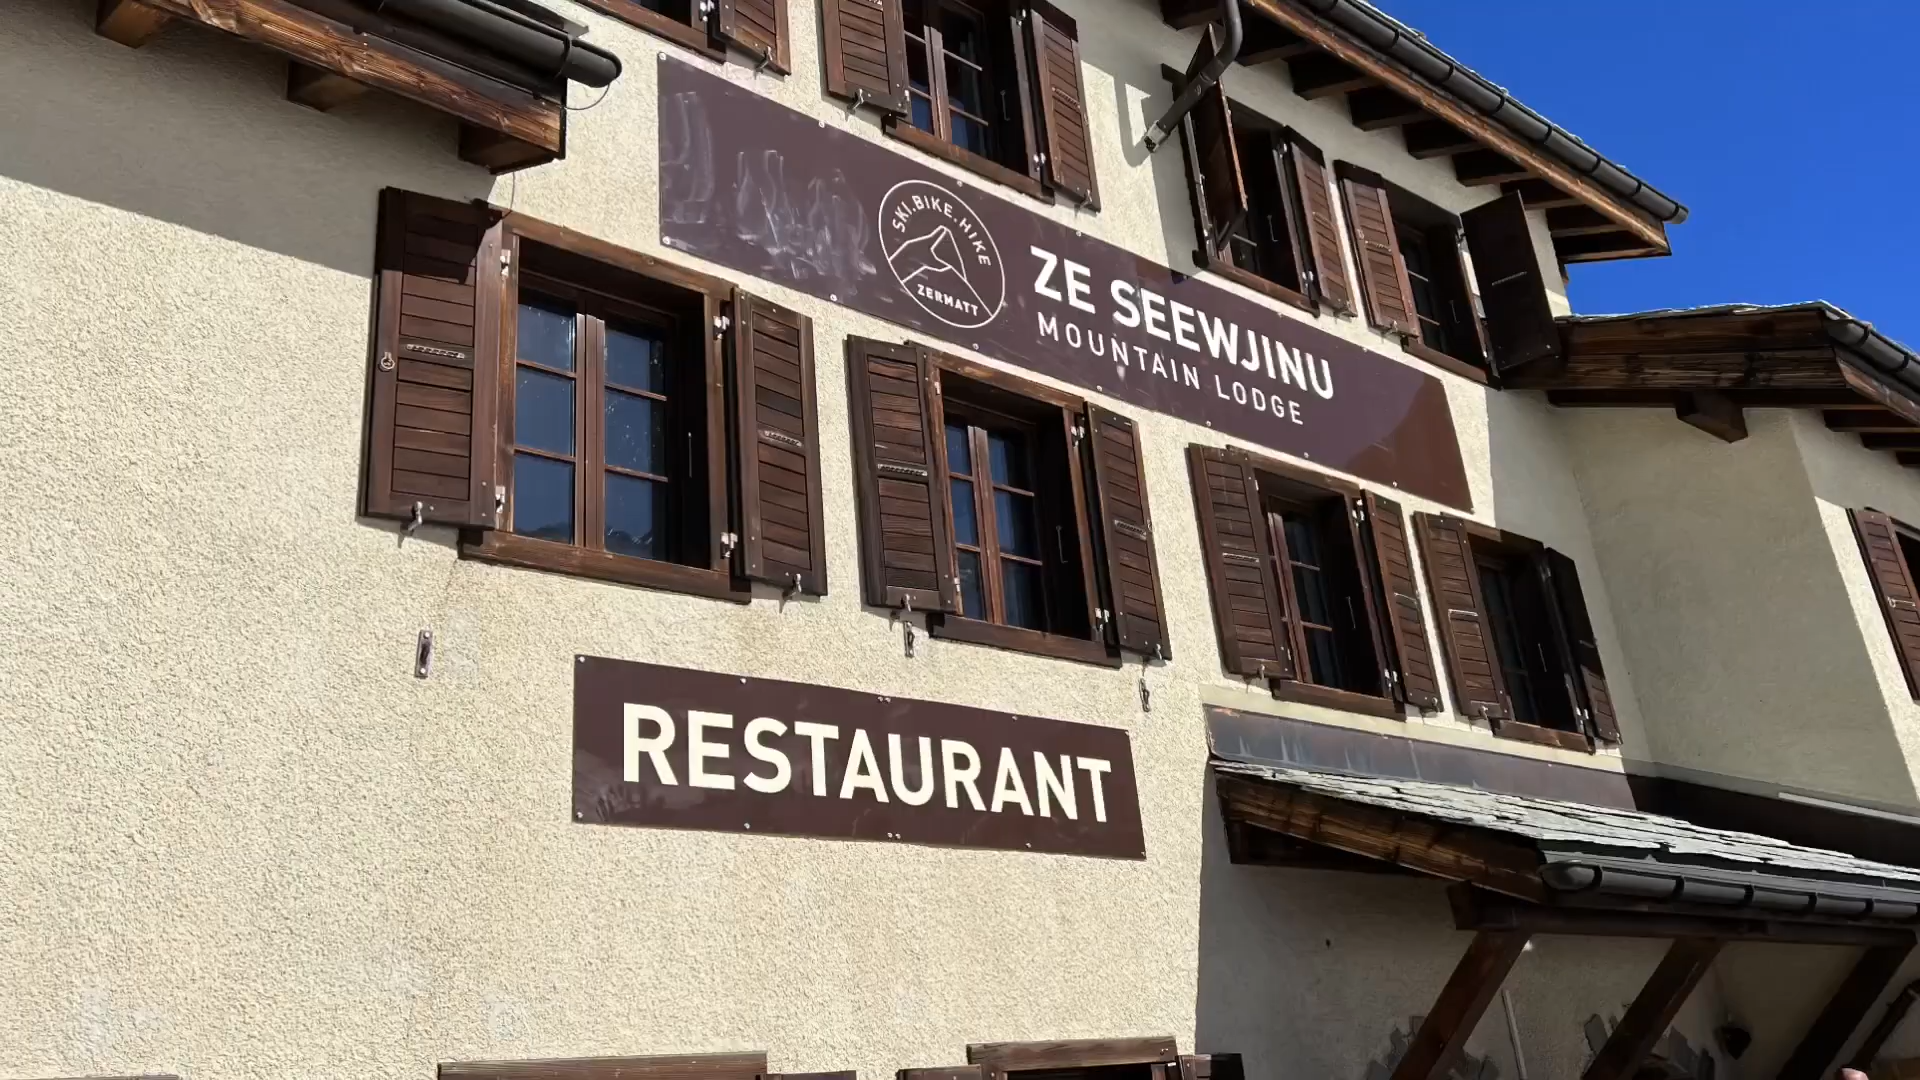 SKI.BIKE.HIKE
ZERMATT
ZE SEEWJINU
MOUNTAIN LODGE
RESTAURANT